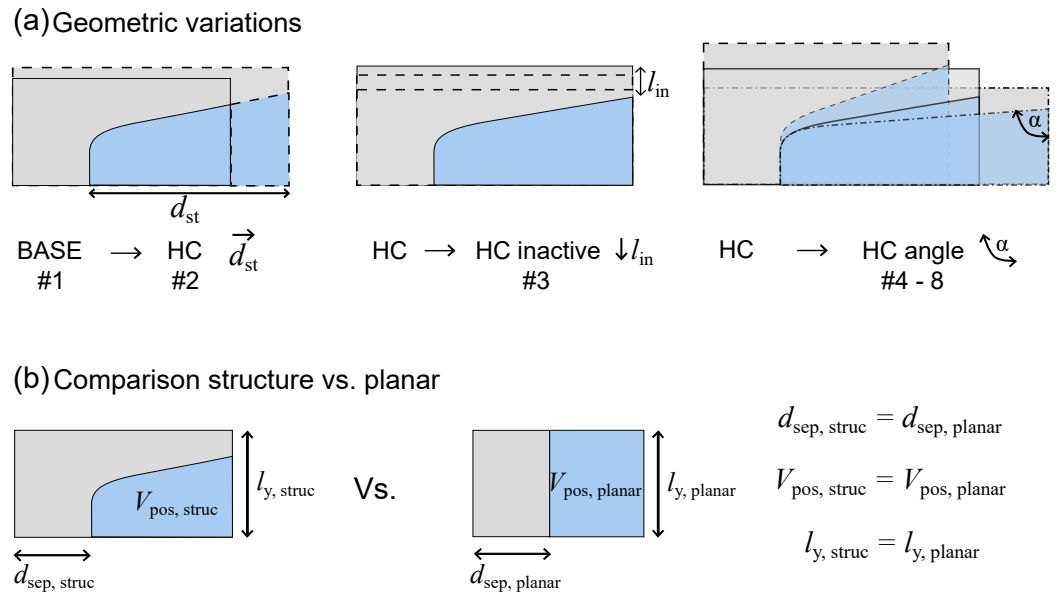 (a) Geometric variations
l_in
α
d_st
BASE → HC d_st
#1 #2
HC → HC inactive ↓l_in
#3
HC → HC angle α
#4 - 8
(b) Comparison structure vs. planar
V_pos, struc
l_y, struc
d_sep, struc
Vs.
V_pos, planar
l_y, planar
d_sep, planar
d_sep, struc = d_sep, planar
V_pos, struc = V_pos, planar
l_y, struc = l_y, planar